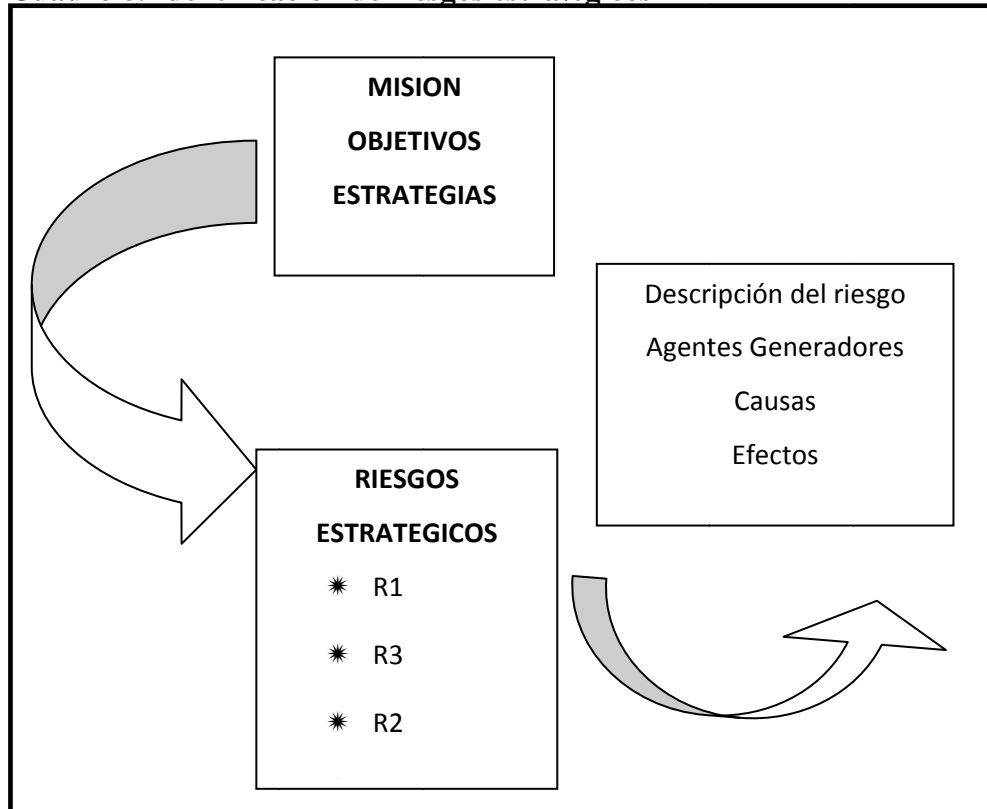 MISION
OBJETIVOS
ESTRATEGIAS
Descripción del riesgo
Agentes Generadores
Causas
Efectos
RIESGOS
ESTRATEGICOS
R1
R3
R2